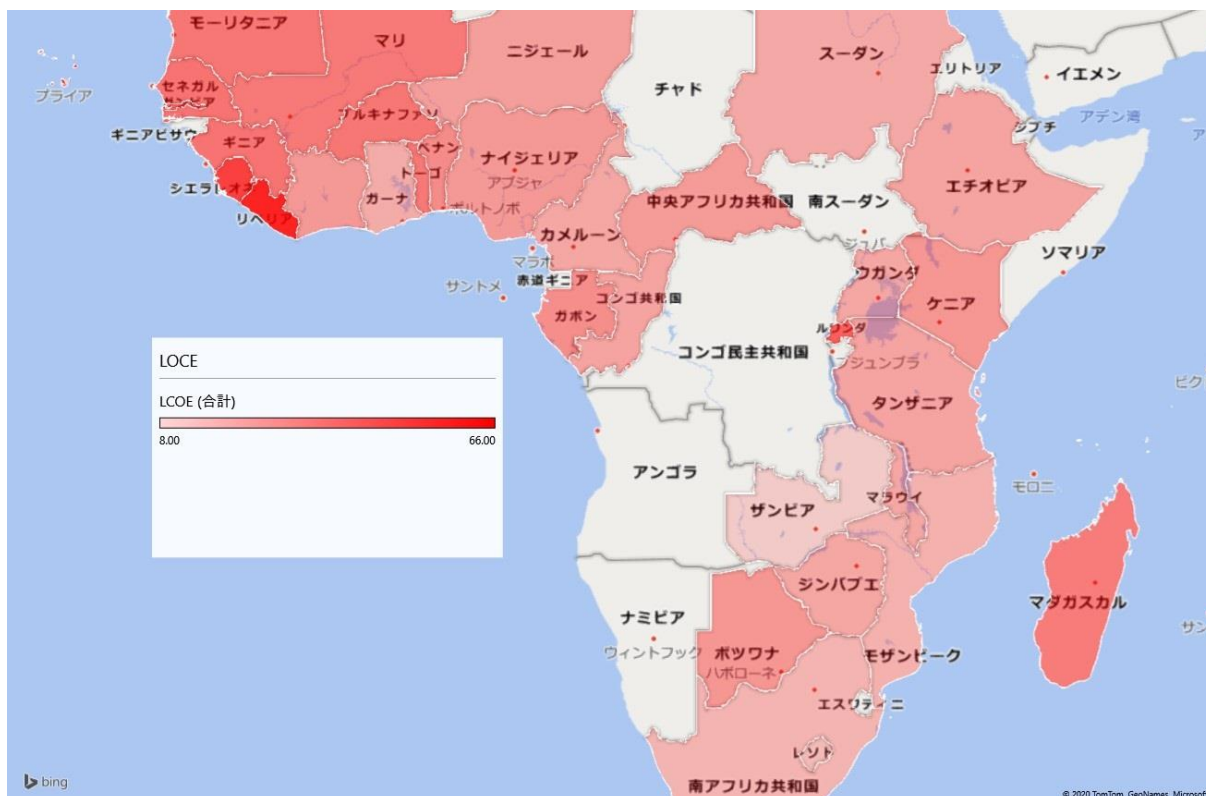 モーリタニア
マリ
ニジェール
スーダン
エリトリア
イエメン
プライア
セネガル
ガンビア
チャド
アデン湾
ブルキナファソ
ジブチ
ギニアビサウ
ギニア
ベナン
ナイジェリア
トーゴ
アブジャ
エチオピア
シエラレオネ
ガーナ
中央アフリカ共和国
南スーダン
リベリア
ポルトノボ
カメルーン
ジュバ
ソマリア
マラボ
赤道ギニア
ウガンダ
サントメ
コンゴ共和国
ガボン
ケニア
ルワンダ
コンゴ民主共和国
ブジュンブラ
LOCE
LCOE (合計)
8.00 66.00
タンザニア
ビク
アンゴラ
モロニ
マラウイ
ザンビア
ジンバブエ
マダガスカル
ナミビア
サン
ウィントフック
ボツワナ
モザンビーク
ハボローネ
エスワティニ
レソト
南アフリカ共和国
bing
© 2020 TomTom, GeoNames, Microsoft